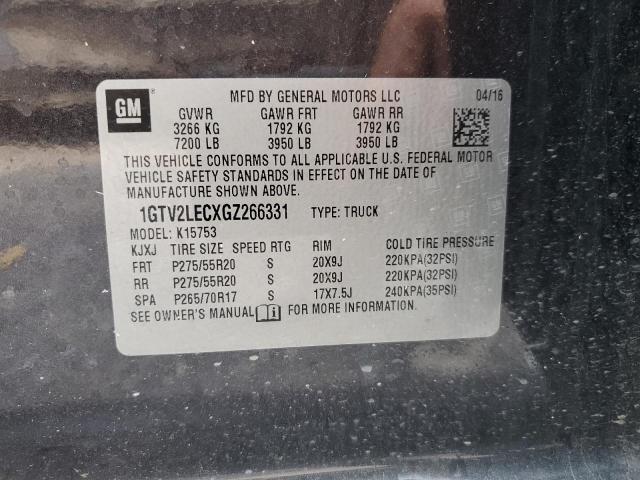 GM
MFD BY GENERAL MOTORS LLC 04/16
GVWR GAWR FRT GAWR RR
3266 KG 1792 KG 1792 KG
7200 LB 3950 LB 3950 LB
THIS VEHICLE CONFORMS TO ALL APPLICABLE U.S. FEDERAL MOTOR
VEHICLE SAFETY STANDARDS IN EFFECT ON THE DATE OF
MANUFACTURE SHOWN ABOVE.
1GTV2LECXGZ266331 TYPE: TRUCK
MODEL: K15753
KJXJ TIRE SIZE SPEED RTG RIM COLD TIRE PRESSURE
FRT P275/55R20 S 20X9J 220KPA(32PSI)
RR P275/55R20 S 20X9J 220KPA(32PSI)
SPA P265/70R17 S 17X7.5J 240KPA(35PSI)
SEE OWNER'S MANUAL FOR MORE INFORMATION.